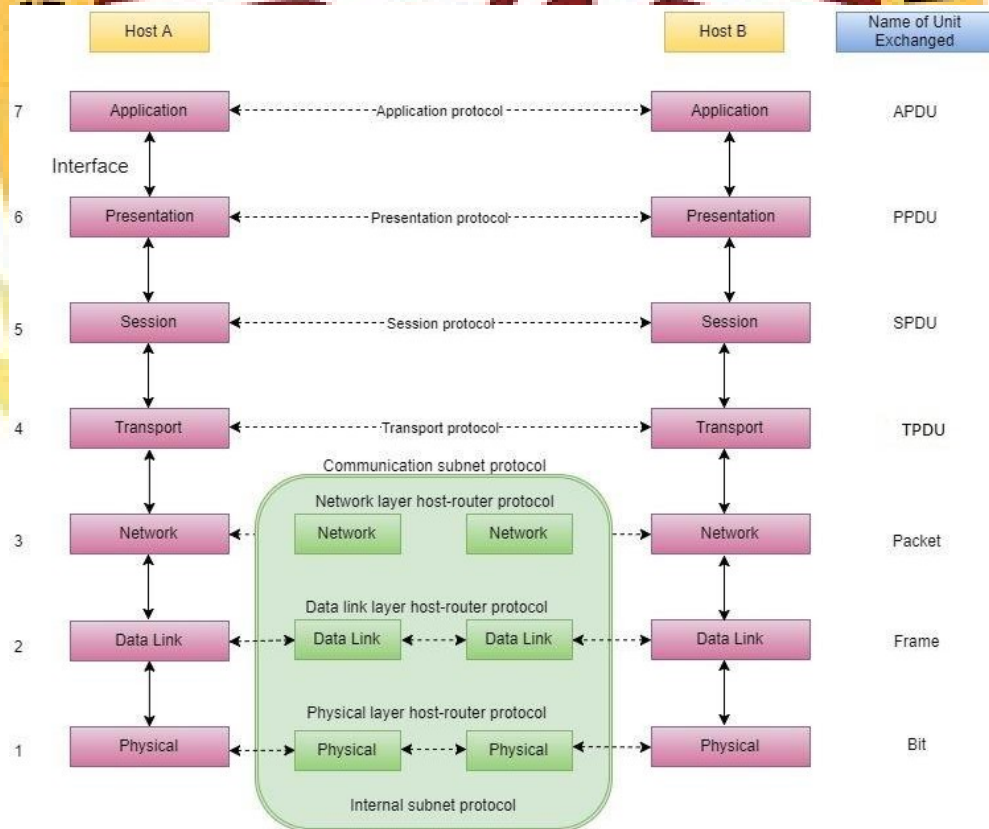 Host A
Host B
Name of Unit
Exchanged
7
Application
Application protocol
Application
APDU
Interface
6
Presentation
Presentation protocol
Presentation
PPDU
5
Session
Session protocol
Session
SPDU
4
Transport
Transport protocol
Transport
TPDU
Communication subnet protocol
Network layer host-router protocol
3
Network
Network
Network
Network
Packet
Data link layer host-router protocol
2
Data Link
Data Link
Data Link
Data Link
Frame
Physical layer host-router protocol
1
Physical
Physical
Physical
Physical
Bit
Internal subnet protocol